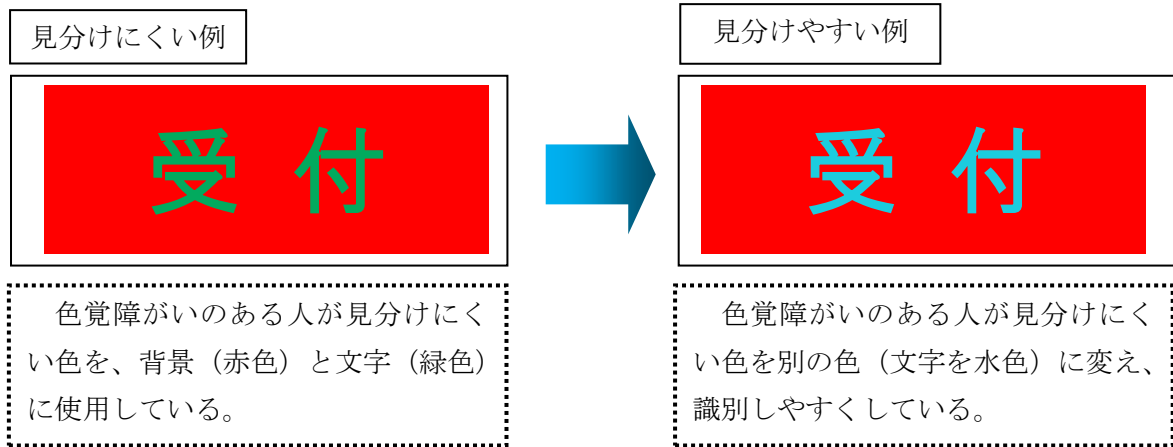 見分けにくい例
受付
色覚障がいのある人が見分けにく
い色を、背景（赤色）と文字（緑色）
に使用している。
見分けやすい例
受付
色覚障がいのある人が見分けにく
い色を別の色（文字を水色）に変え、
識別しやすくしている。